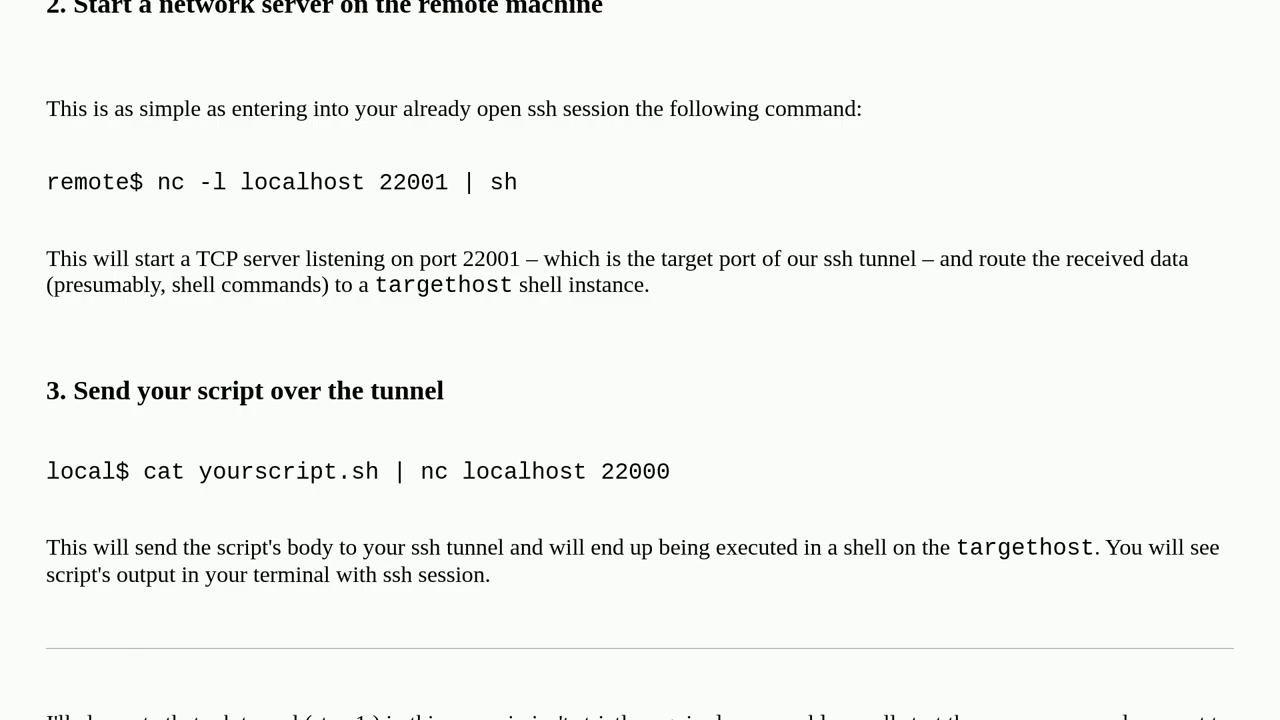 2. Start a network server on the remote machine
This is as simple as entering into your already open ssh session the following command:
remote$ nc -l localhost 22001 | sh
This will start a TCP server listening on port 22001 – which is the target port of our ssh tunnel – and route the received data
(presumably, shell commands) to a targethost shell instance.
3. Send your script over the tunnel
local$ cat yourscript.sh | nc localhost 22000
This will send the script's body to your ssh tunnel and will end up being executed in a shell on the targethost. You will see
script's output in your terminal with ssh session.